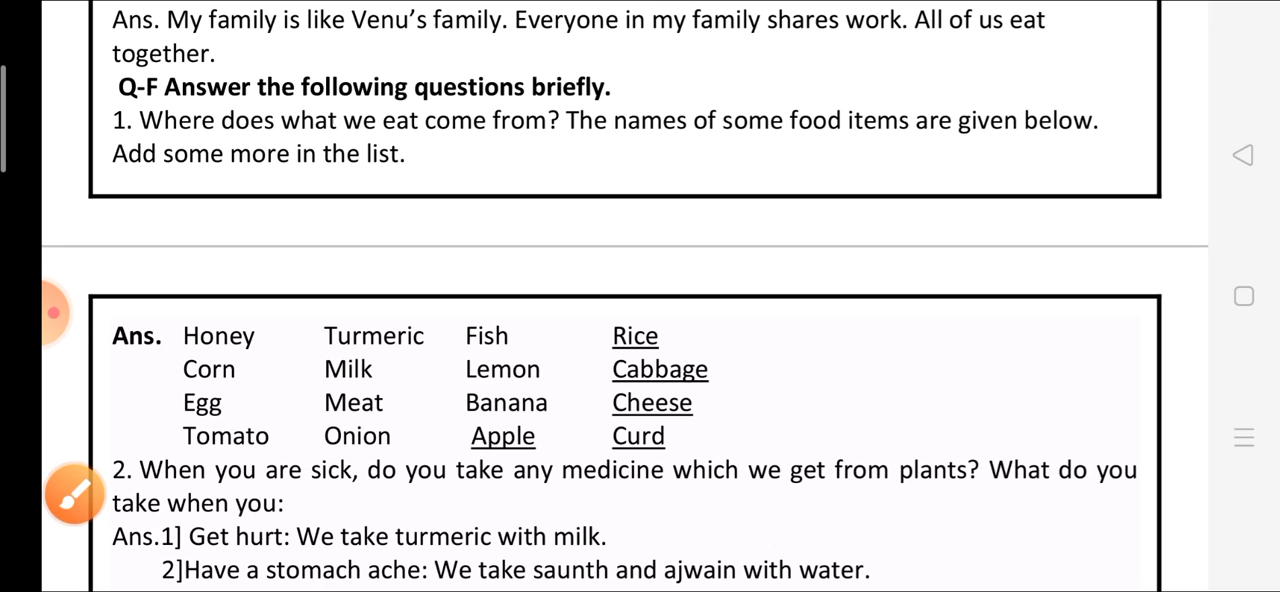 Ans. My family is like Venu’s family. Everyone in my family shares work. All of us eat
together.
Q-F Answer the following questions briefly.
1. Where does what we eat come from? The names of some food items are given below.
Add some more in the list.
Ans. Honey Turmeric Fish Rice
Corn Milk Lemon Cabbage
Egg Meat Banana Cheese
Tomato Onion Apple Curd
2. When you are sick, do you take any medicine which we get from plants? What do you
take when you:
Ans.1] Get hurt: We take turmeric with milk.
2]Have a stomach ache: We take saunth and ajwain with water.